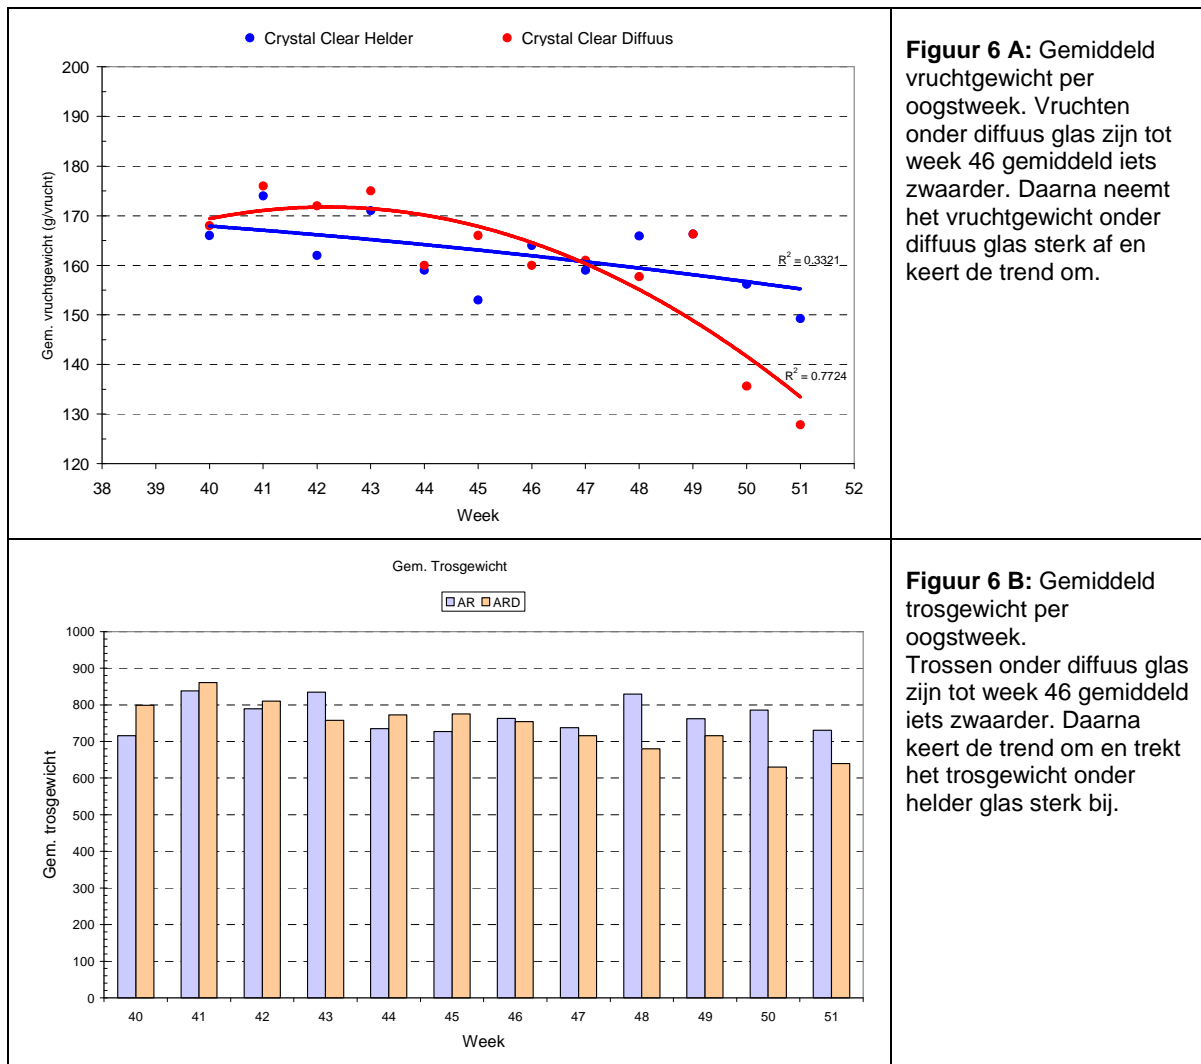 Crystal Clear Helder Crystal Clear Diffuus
200
190
180
170
160
150
140
130
120
Gem. vruchtgewicht (g/vrucht)
R² = 0.3321
R² = 0.7724
38 39 40 41 42 43 44 45 46 47 48 49 50 51 52
Week
Figuur 6 A: Gemiddeld
vruchtgewicht per
oogstweek. Vruchten
onder diffuus glas zijn tot
week 46 gemiddeld iets
zwaarder. Daarna neemt
het vruchtgewicht onder
diffuus glas sterk af en
keert de trend om.
Gem. Trosgewicht
AR ARD
1000
900
800
700
600
500
400
300
200
100
0
Gem. trosgewicht
40 41 42 43 44 45 46 47 48 49 50 51
Week
Figuur 6 B: Gemiddeld
trosgewicht per
oogstweek.
Trossen onder diffuus glas
zijn tot week 46 gemiddeld
iets zwaarder. Daarna
keert de trend om en trekt
het trosgewicht onder
helder glas sterk bij.